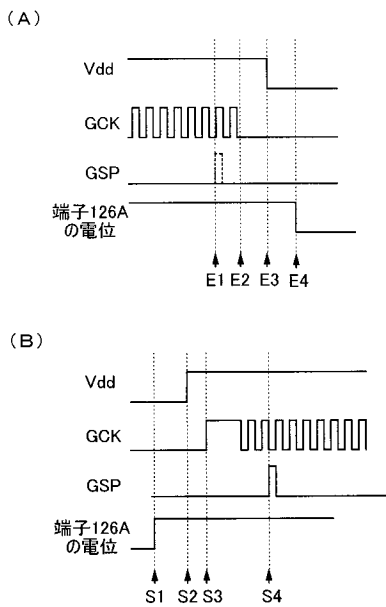 (A)
Vdd
GCK
GSP
端子126A
の電位
E1 E2 E3 E4
(B)
Vdd
GCK
GSP
端子126A
の電位
S1 S2 S3 S4